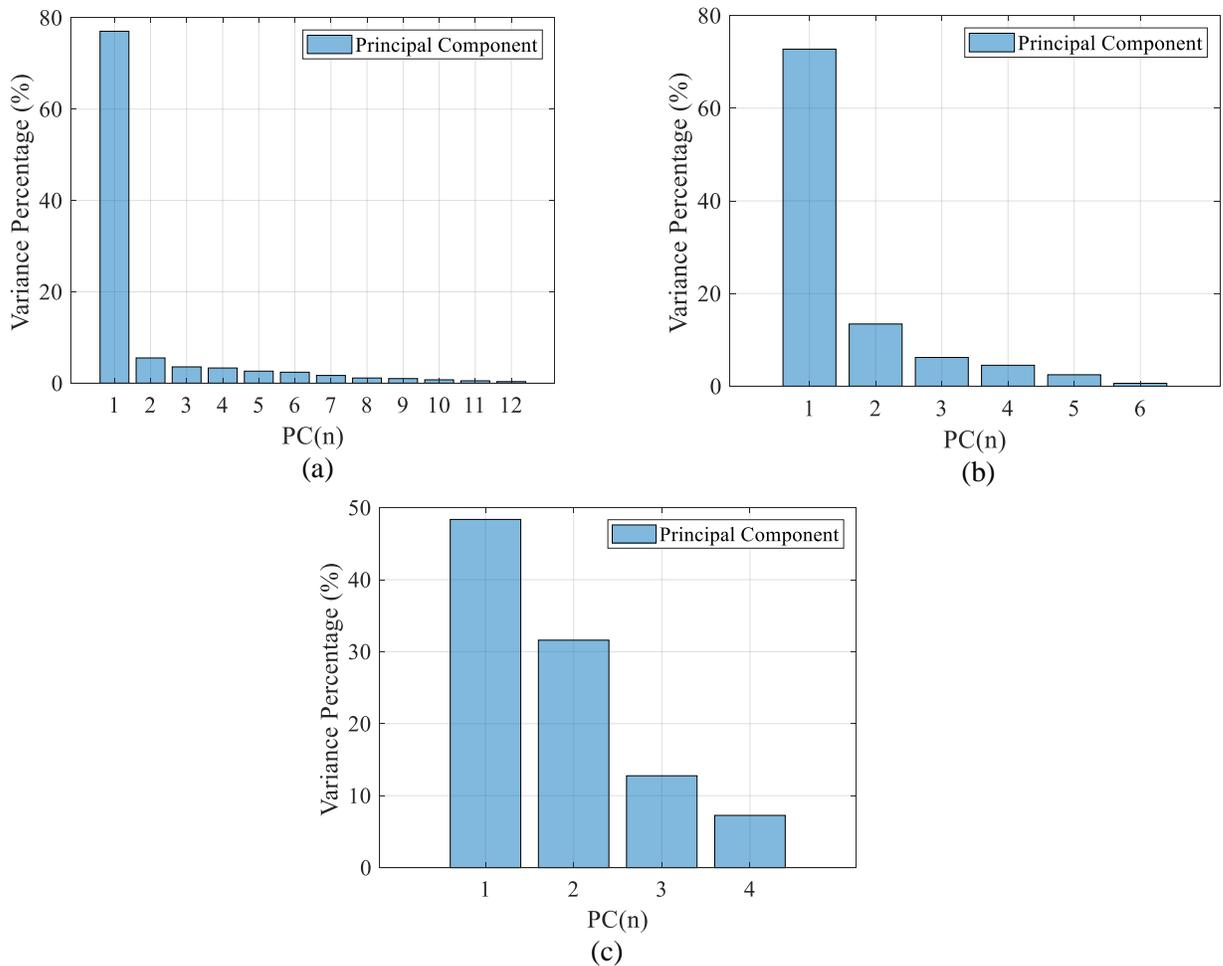 80
60
40
20
0
Variance Percentage (%)
Principal Component
1 2 3 4 5 6 7 8 9 10 11 12
PC(n)
(a)
80
60
40
20
0
Variance Percentage (%)
Principal Component
1 2 3 4 5 6
PC(n)
(b)
50
40
30
20
10
0
Variance Percentage (%)
Principal Component
1 2 3 4
PC(n)
(c)